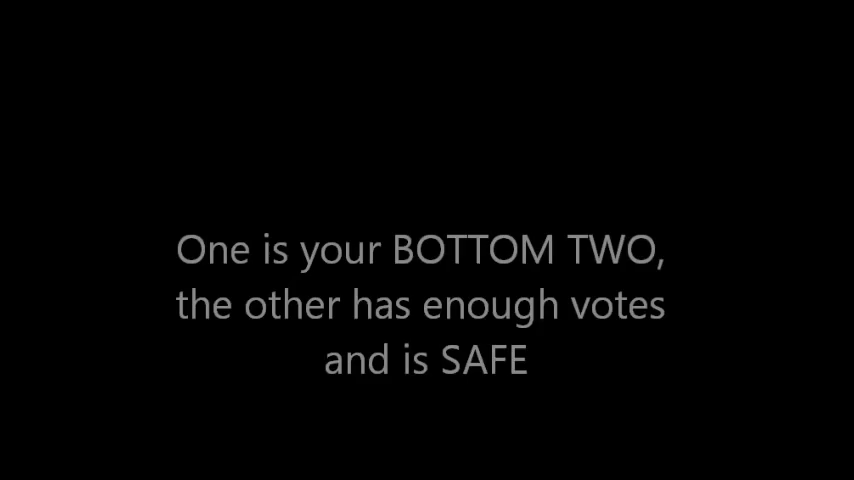 One is your BOTTOM TWO,
the other has enough votes
and is SAFE